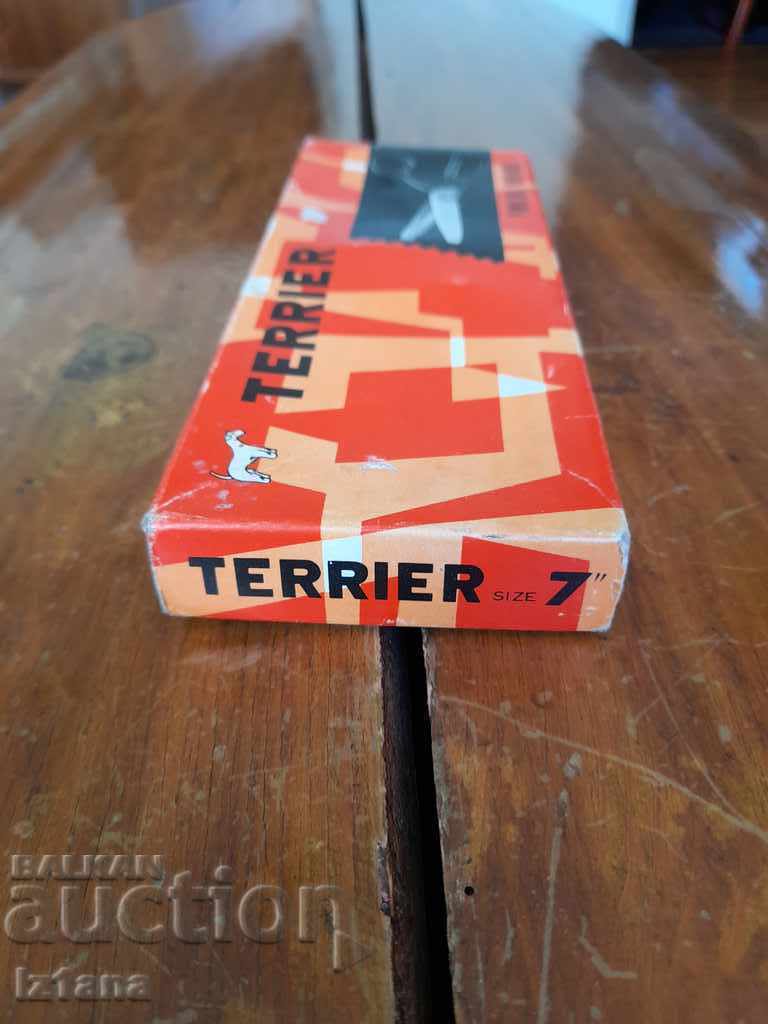 TERRIER
TERRIER SIZE 7"
BALKAN
auction
Iztana